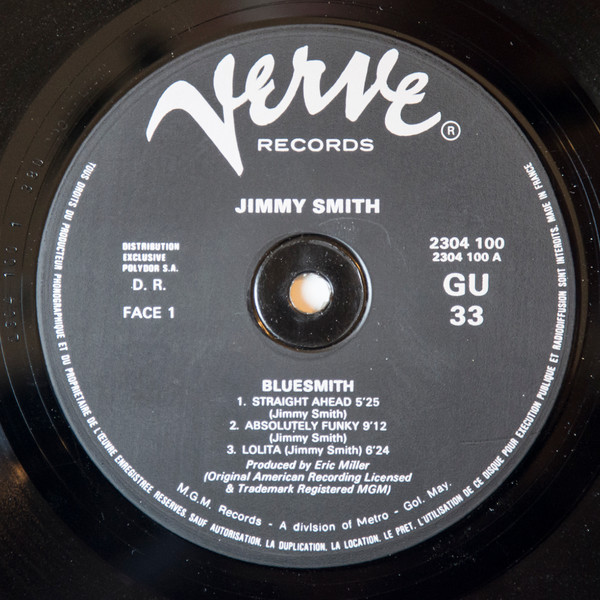 Verve ®
RECORDS
JIMMY SMITH
DISTRIBUTION
EXCLUSIVE
POLYDOR S.A.
D. R.
FACE 1
2304 100
2304 100 A
GU
33
BLUESMITH
1. STRAIGHT AHEAD 5'25
(Jimmy Smith)
2. ABSOLUTELY FUNKY 9'12
(Jimmy Smith)
3. LOLITA (Jimmy Smith) 6'24
Produced by Eric Miller
(Original American Recording Licensed
& Trademark Registered MGM)
M.G.M. Records - A division of Metro - Gol. May.
TOUS DROITS DU PRODUCTEUR PHONOGRAPHIQUE ET DU PROPRIETAIRE DE L'ŒUVRE ENREGISTREE RESERVES. SAUF AUTORISATION, LA DUPLICATION, LA LOCATION, LE PRET, L'UTILISATION DE CE DISQUE POUR EXECUTION PUBLIQUE ET RADIODIFFUSION SONT INTERDITS. MADE IN FRANCE